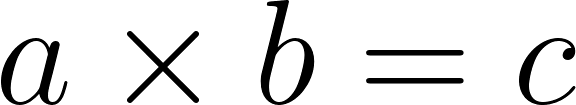 a × b = c